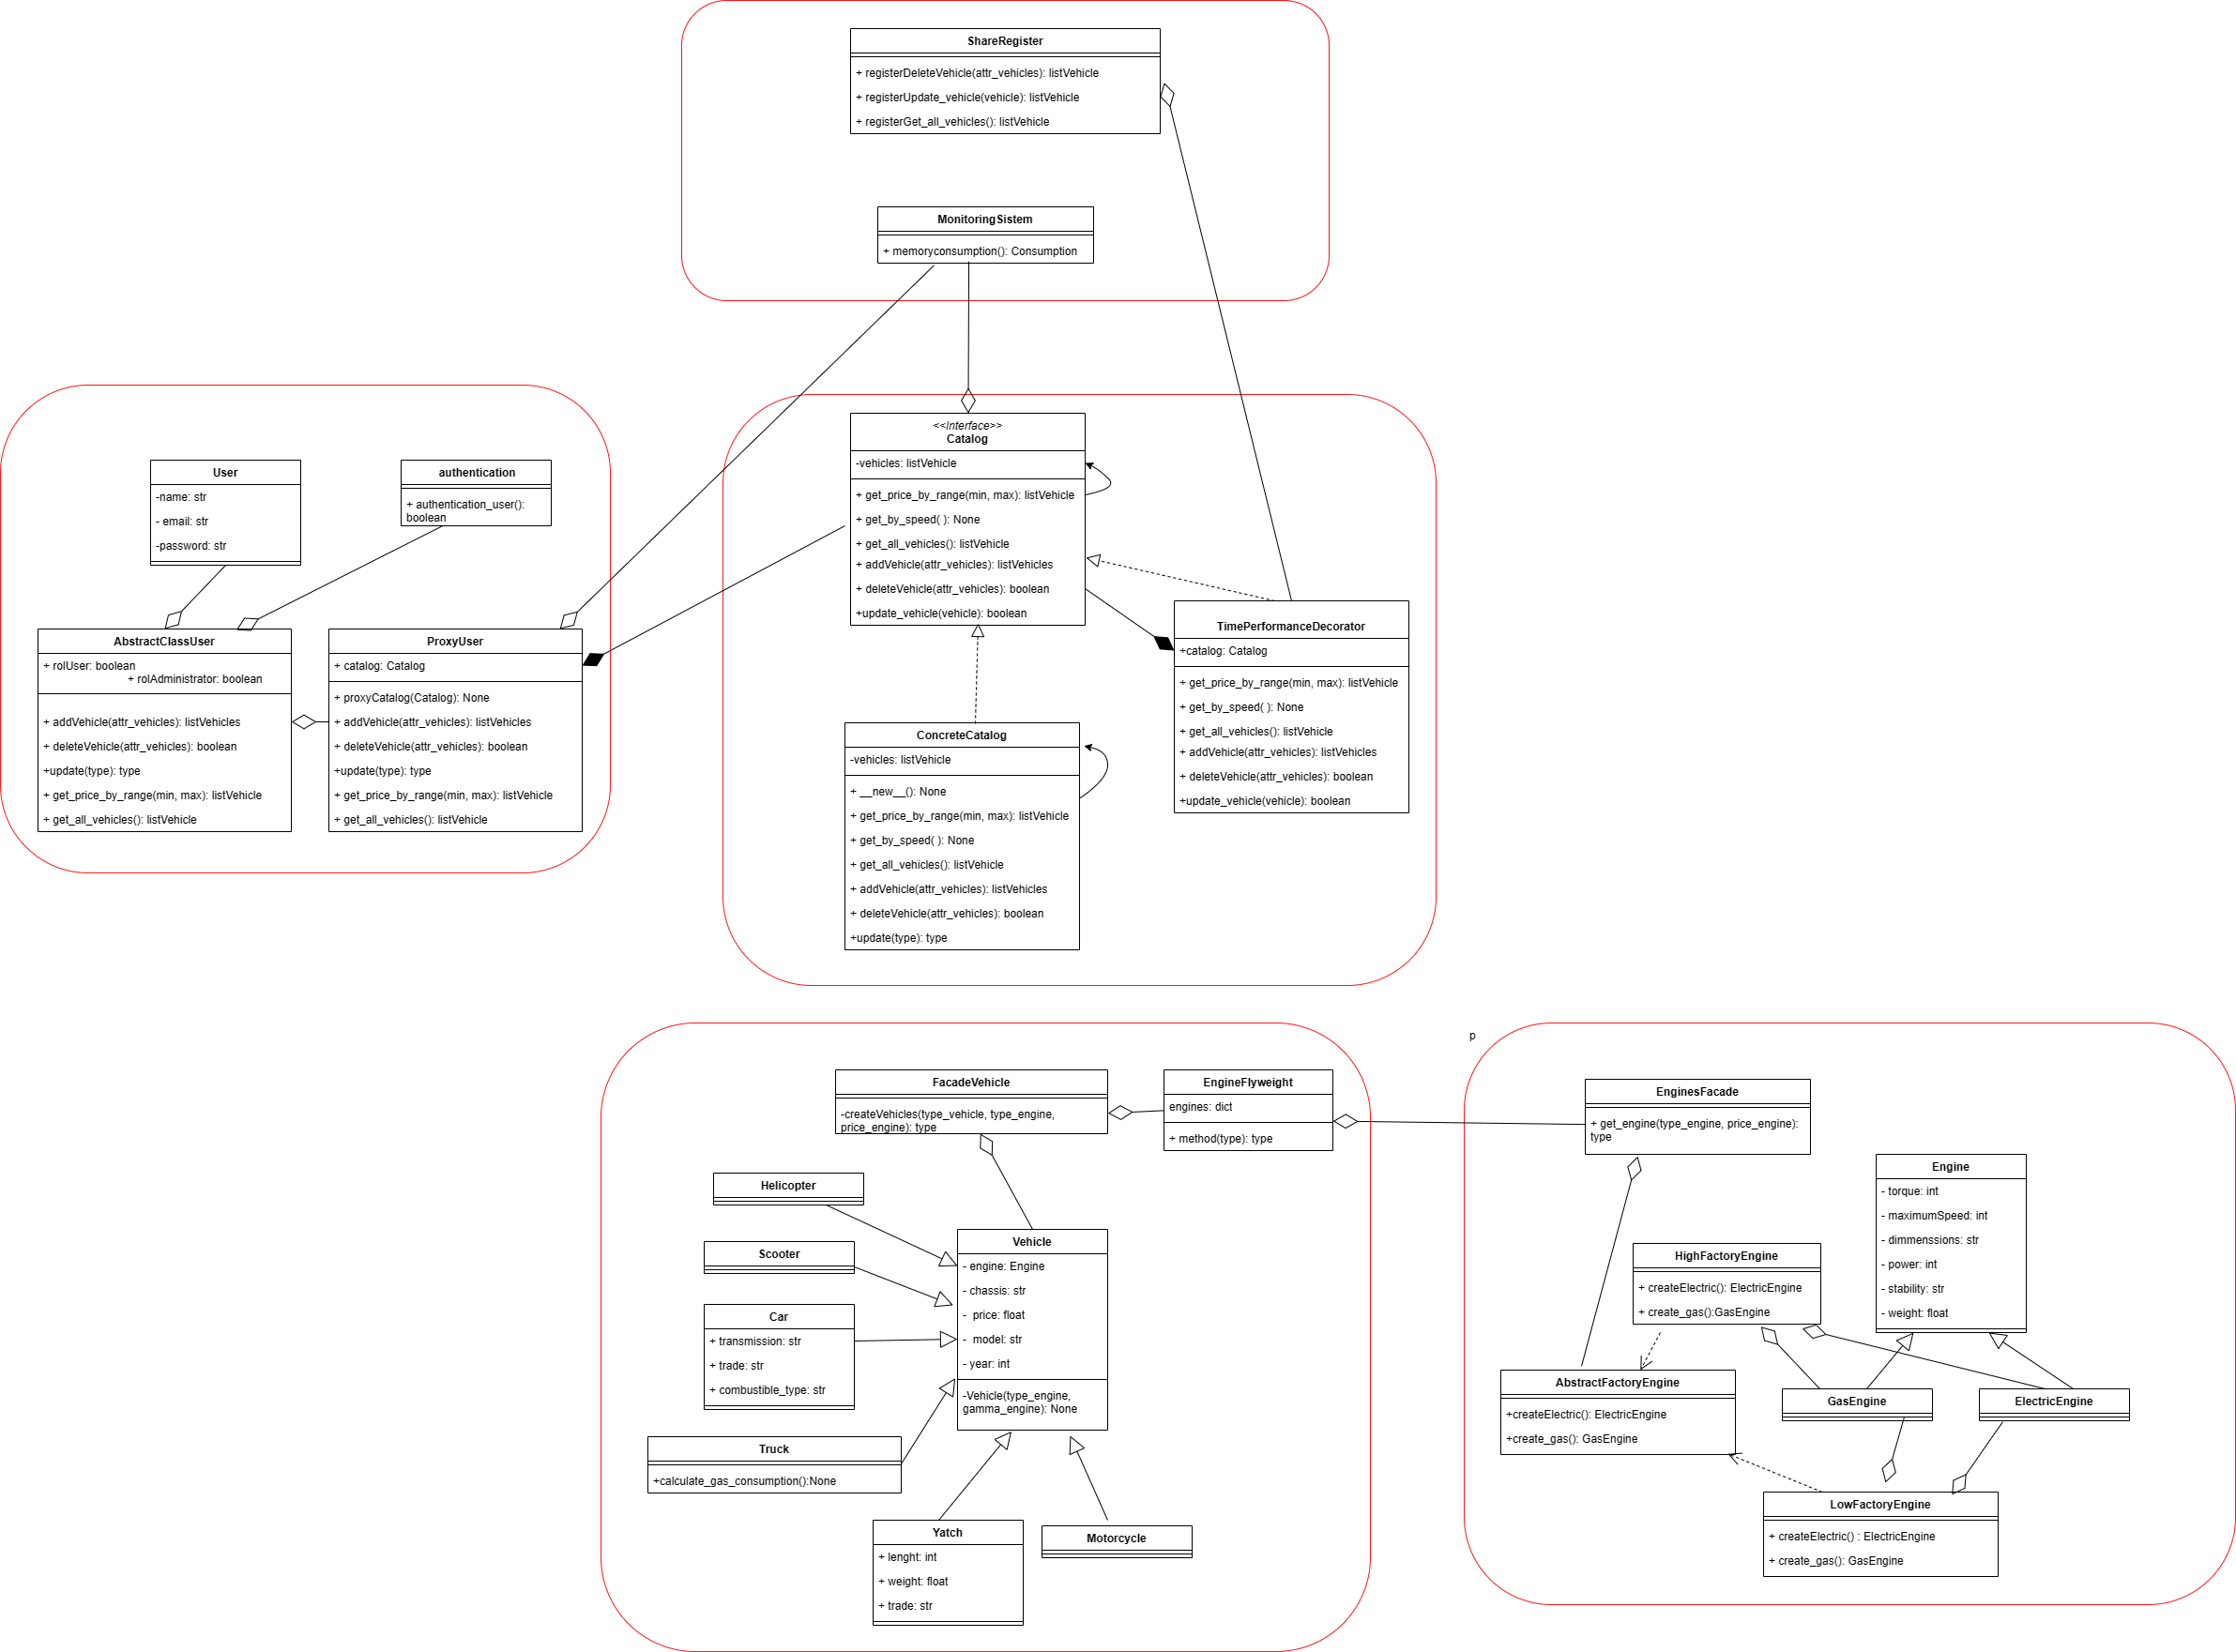 ShareRegister
+ registerDeleteVehicle(attr_vehicles): listVehicle
+ registerUpdate_vehicle(vehicle): listVehicle
+ registerGet_all_vehicles(): listVehicle
MonitoringSistem
+ memoryconsumption(): Consumption
User
-name: str
- email: str
-password: str
authentication
+ authentication_user():
boolean
AbstractClassUser
+ rolUser: boolean
+ rolAdministrator: boolean
+ addVehicle(attr_vehicles): listVehicles
+ deleteVehicle(attr_vehicles): boolean
+update(type): type
+ get_price_by_range(min, max): listVehicle
+ get_all_vehicles(): listVehicle
ProxyUser
+ catalog: Catalog
+ proxyCatalog(Catalog): None
+ addVehicle(attr_vehicles): listVehicles
+ deleteVehicle(attr_vehicles): boolean
+update(type): type
+ get_price_by_range(min, max): listVehicle
+ get_all_vehicles(): listVehicle
<<Interface>>
Catalog
-vehicles: listVehicle
+ get_price_by_range(min, max): listVehicle
+ get_by_speed( ): None
+ get_all_vehicles(): listVehicle
+ addVehicle(attr_vehicles): listVehicles
+ deleteVehicle(attr_vehicles): boolean
+update_vehicle(vehicle): boolean
TimePerformanceDecorator
+catalog: Catalog
+ get_price_by_range(min, max): listVehicle
+ get_by_speed( ): None
+ get_all_vehicles(): listVehicle
+ addVehicle(attr_vehicles): listVehicles
+ deleteVehicle(attr_vehicles): boolean
+update_vehicle(vehicle): boolean
ConcreteCatalog
-vehicles: listVehicle
+ __new__(): None
+ get_price_by_range(min, max): listVehicle
+ get_by_speed( ): None
+ get_all_vehicles(): listVehicle
+ addVehicle(attr_vehicles): listVehicles
+ deleteVehicle(attr_vehicles): boolean
+update(type): type
FacadeVehicle
-createVehicles(type_vehicle, type_engine,
price_engine): type
EngineFlyweight
engines: dict
+ method(type): type
Helicopter
Scooter
Car
+ transmission: str
+ trade: str
+ combustible_type: str
Truck
+calculate_gas_consumption():None
Vehicle
- engine: Engine
- chassis: str
- price: float
- model: str
- year: int
-Vehicle(type_engine,
gamma_engine): None
Yatch
+ lenght: int
+ weight: float
+ trade: str
Motorcycle
p
EnginesFacade
+ get_engine(type_engine, price_engine):
type
Engine
- torque: int
- maximumSpeed: int
- dimmenssions: str
- power: int
- stability: str
- weight: float
HighFactoryEngine
+ createElectric(): ElectricEngine
+ create_gas():GasEngine
AbstractFactoryEngine
+createElectric(): ElectricEngine
+create_gas(): GasEngine
GasEngine
ElectricEngine
LowFactoryEngine
+ createElectric() : ElectricEngine
+ create_gas(): GasEngine